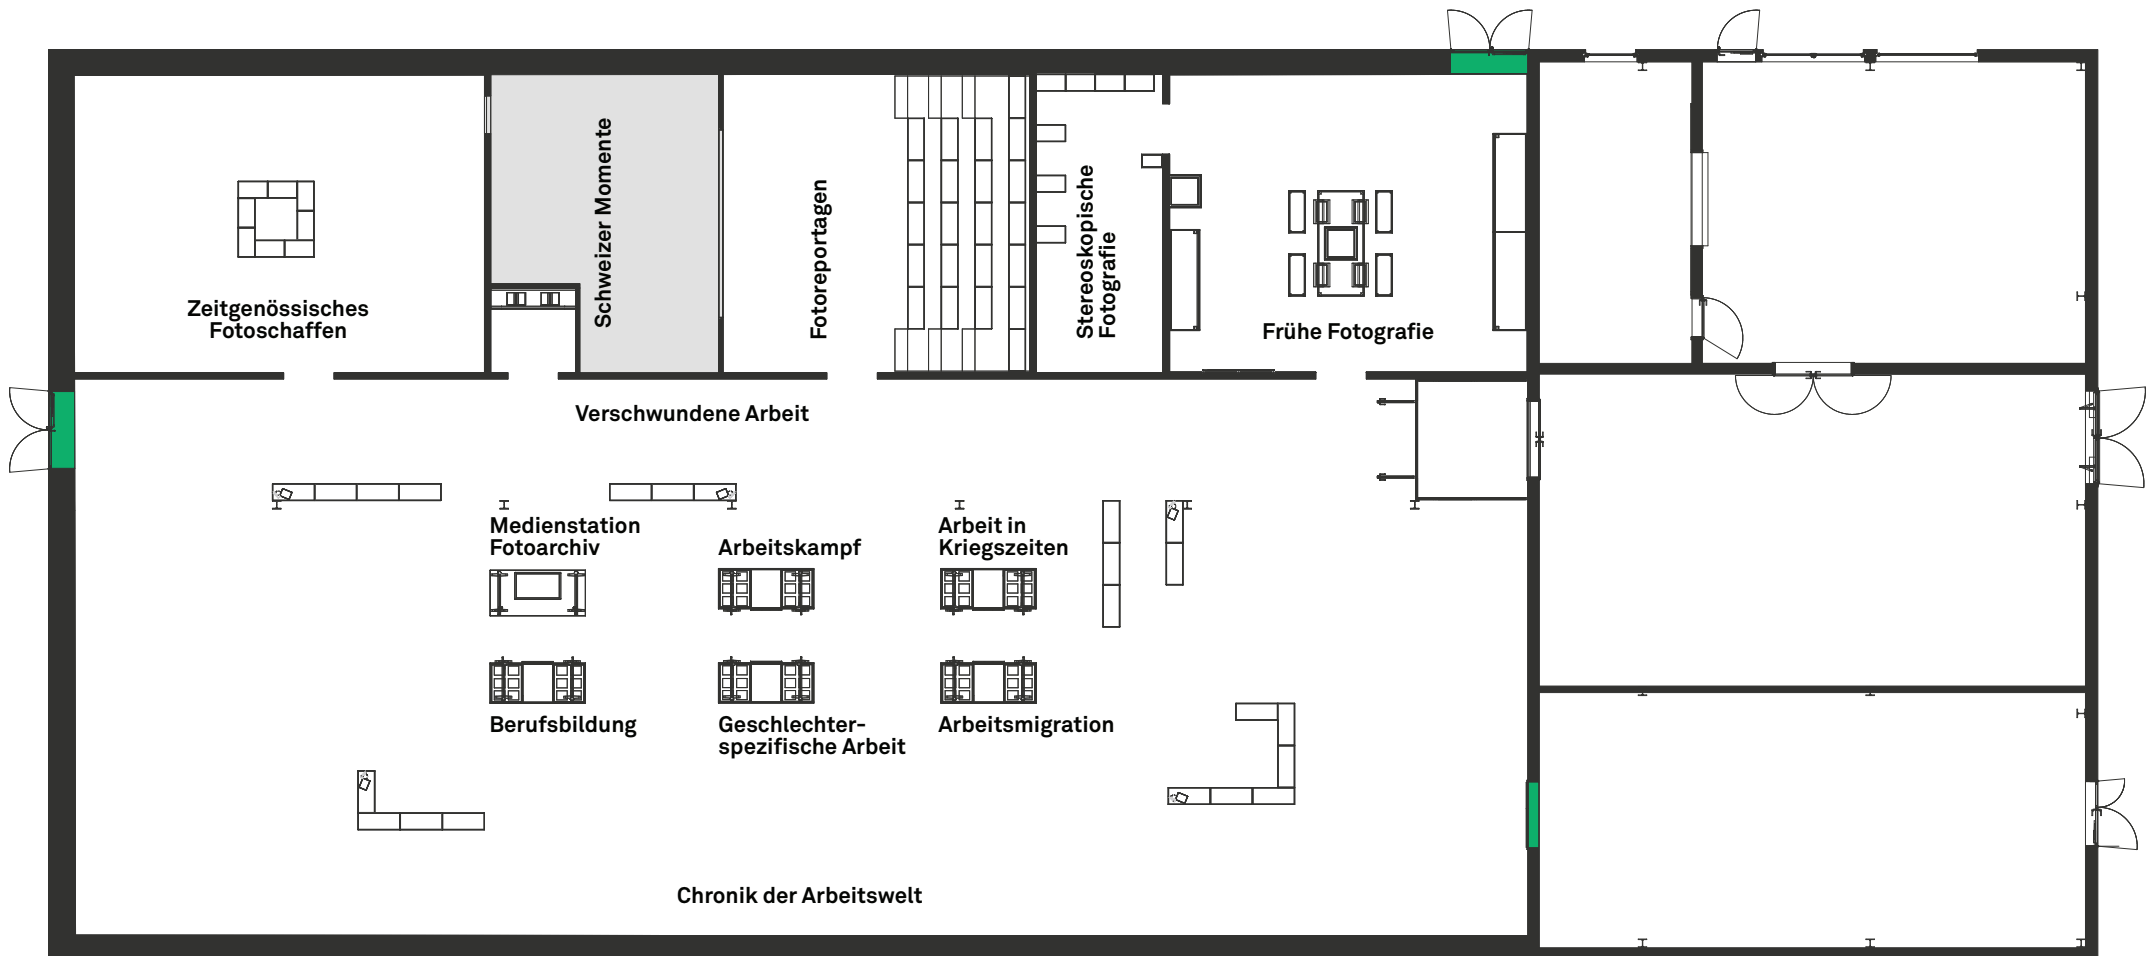 Zeitgenössisches
Fotoschaffen
Schweizer Momente
Fotoreportagen
Stereoskopische
Fotografie
Frühe Fotografie
Verschwundene Arbeit
Medienstation
Fotoarchiv
Arbeitskampf
Arbeit in
Kriegszeiten
Berufsbildung
Geschlechter-
spezifische Arbeit
Arbeitsmigration
Chronik der Arbeitswelt